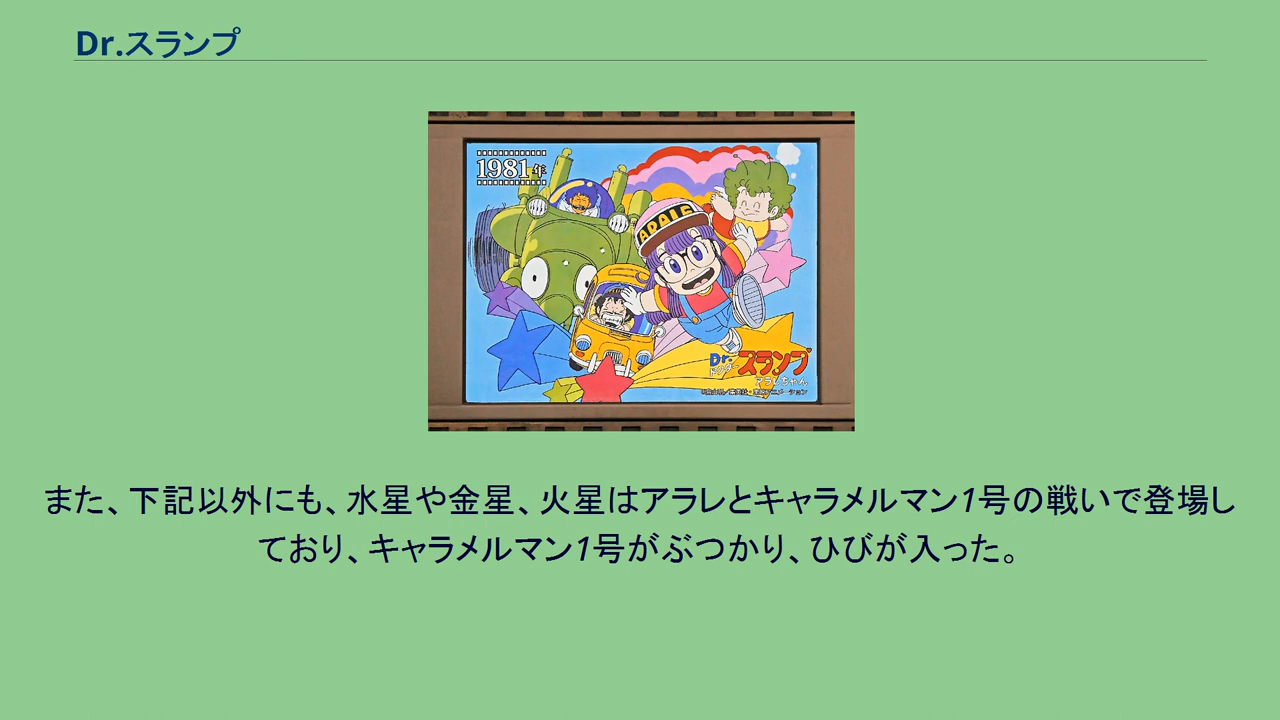 Dr.スランプ
1981年
ARALE
Dr.スランプ
ドクター
アラレちゃん
また、下記以外にも、水星や金星、火星はアラレとキャラメルマン1号の戦いで登場し
ており、キャラメルマン1号がぶつかり、ひびが入った。